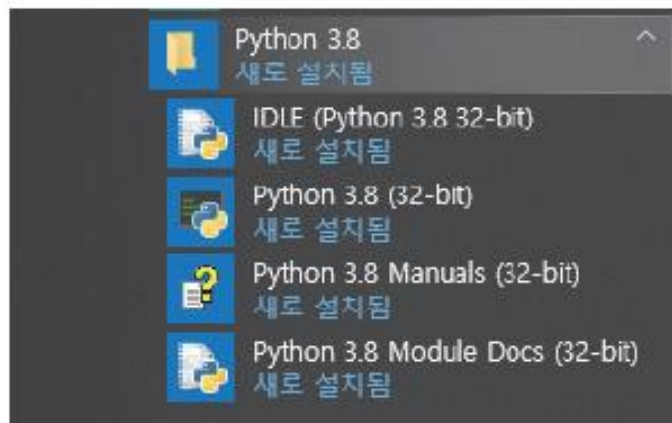 Python 3.8
새로 설치됨
IDLE (Python 3.8 32-bit)
새로 설치됨
Python 3.8 (32-bit)
새로 설치됨
Python 3.8 Manuals (32-bit)
새로 설치됨
Python 3.8 Module Docs (32-bit)
새로 설치됨